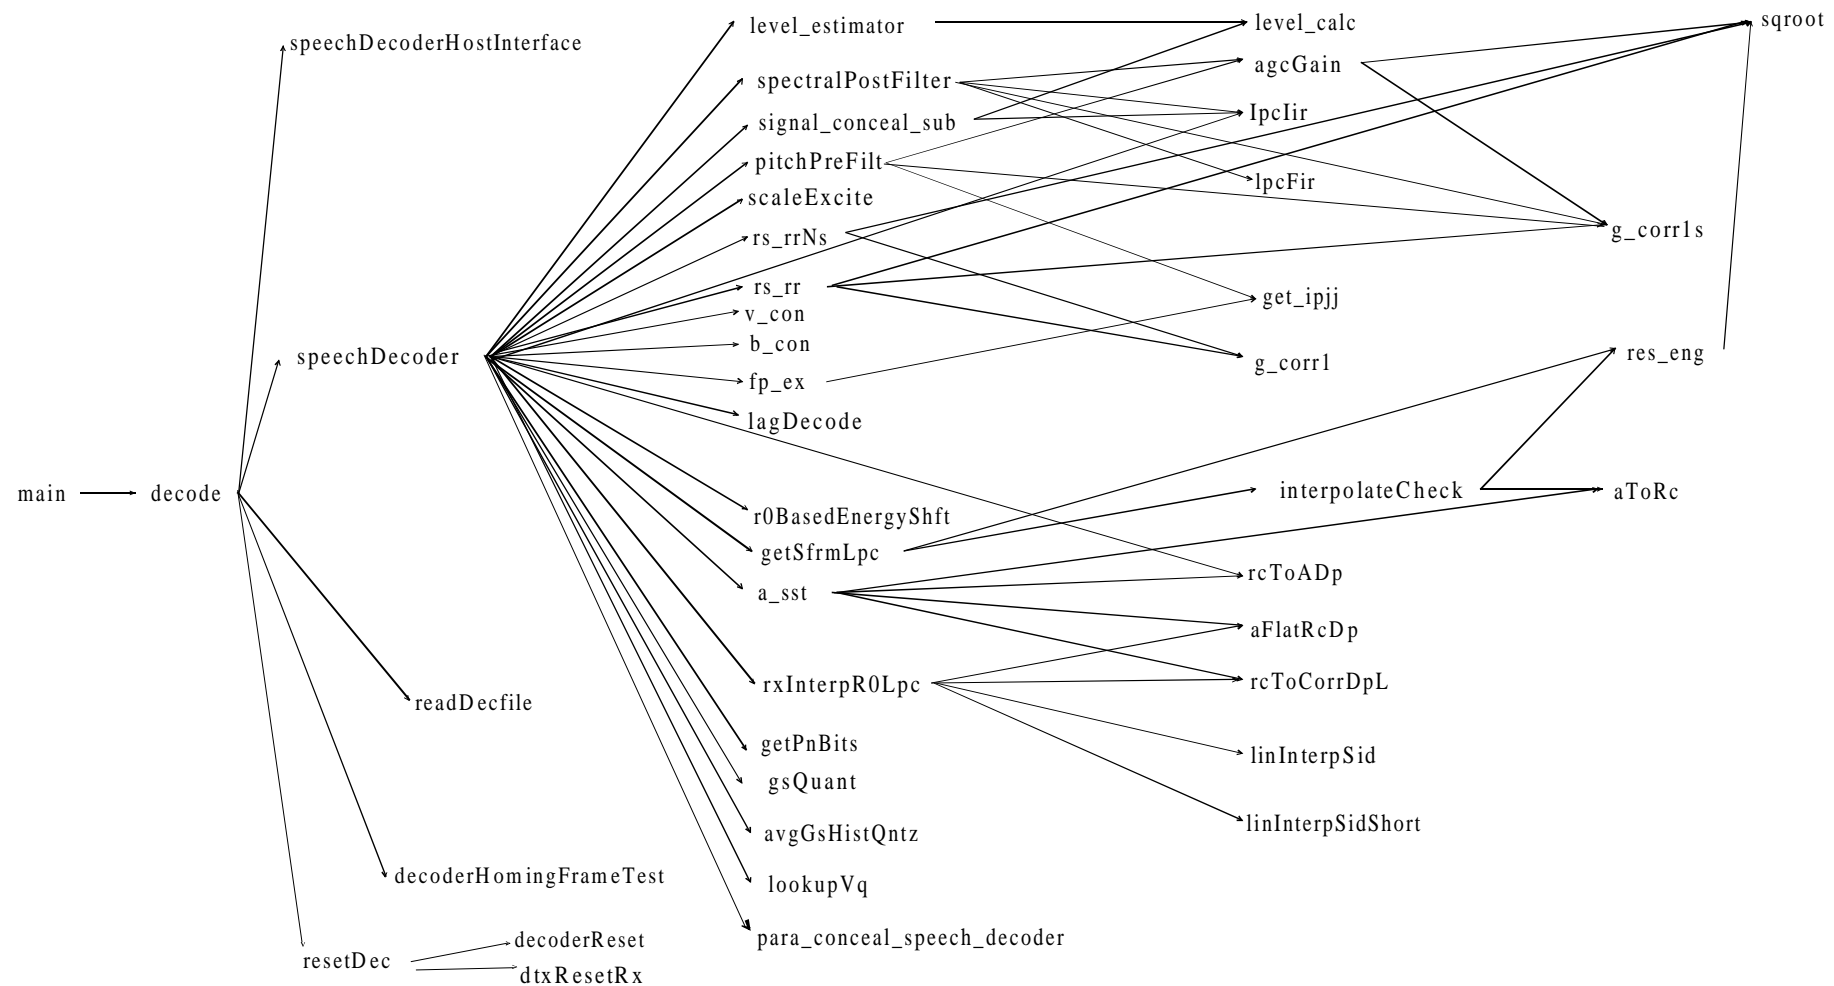 main
decode
speechDecoderHostInterface
speechDecoder
readDecfile
decoderHomingFrameTest
resetDec
decoderReset
dtxResetRx
level_estimator
spectralPostFilter
signal_conceal_sub
pitchPreFilt
scaleExcite
rs_rrNs
rs_rr
v_con
b_con
fp_ex
lagDecode
r0BasedEnergyShft
getSfrmLpc
a_sst
rxInterpR0Lpc
getPnBits
gsQuant
avgGsHistQntz
lookupVq
para_conceal_speech_decoder
level_calc
agcGain
IpcIir
lpcFir
get_ipjj
g_corr1
interpolateCheck
rcToADp
aFlatRcDp
rcToCorrDpL
linInterpSid
linInterpSidShort
g_corr1s
res_eng
aToRc
sqroot